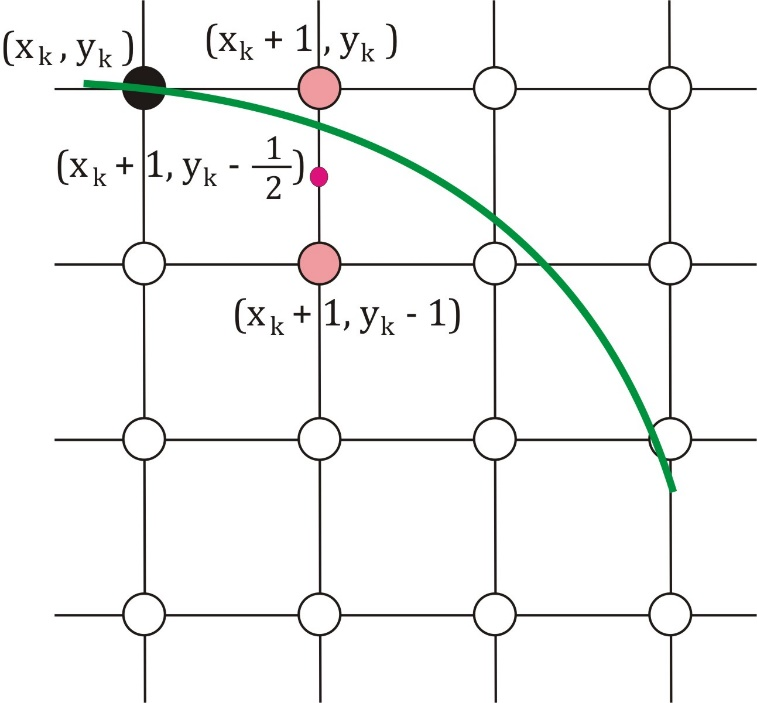 (xk, yk)
(xk + 1, yk)
(xk + 1, yk - 1/2)
(xk + 1, yk - 1)